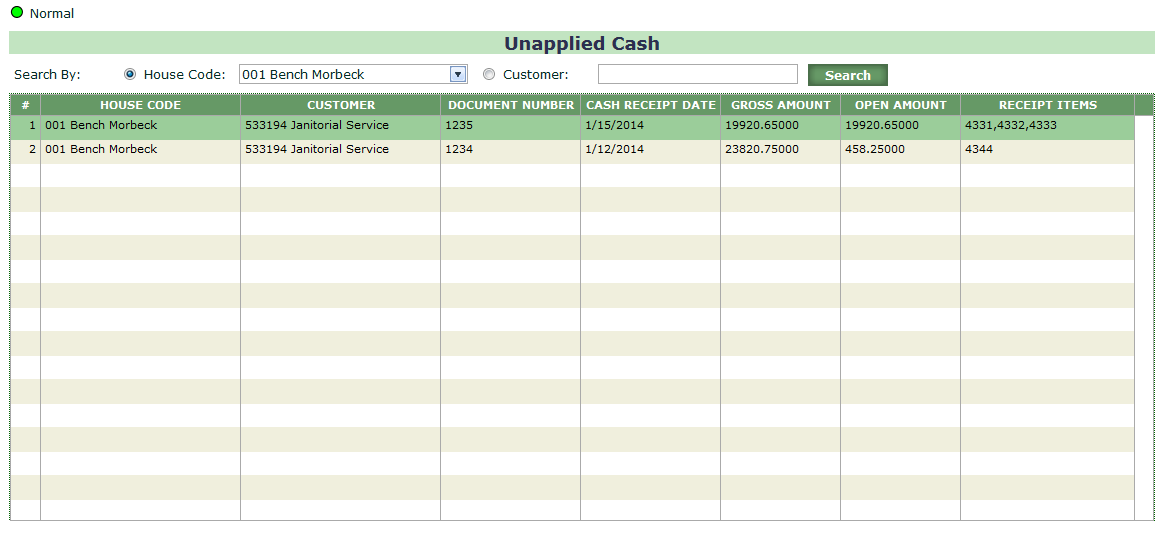 Normal
Unapplied Cash
Search By: House Code: 001 Bench Morbeck Customer: Search
# HOUSE CODE CUSTOMER DOCUMENT NUMBER CASH RECEIPT DATE GROSS AMOUNT OPEN AMOUNT RECEIPT ITEMS
1 001 Bench Morbeck 533194 Janitorial Service 1235 1/15/2014 19920.65000 19920.65000 4331,4332,4333
2 001 Bench Morbeck 533194 Janitorial Service 1234 1/12/2014 23820.75000 458.25000 4344